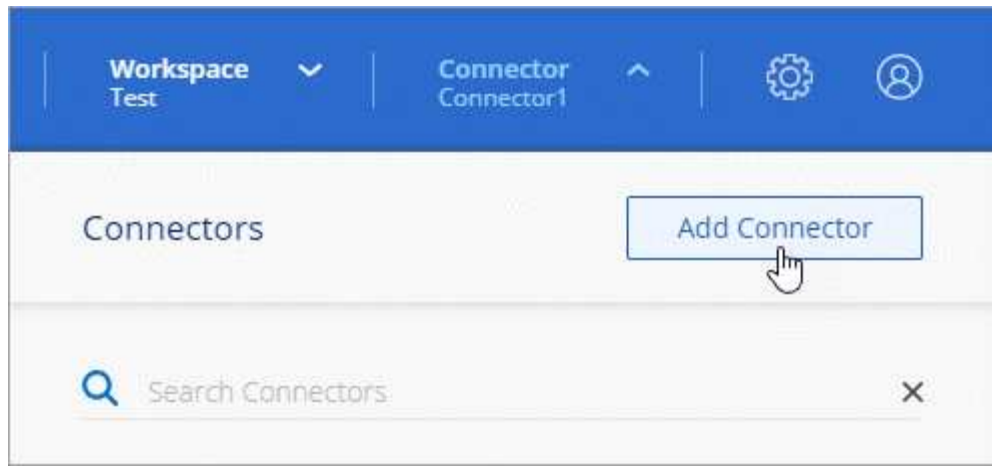 Workspace
Test
Connector
Connector1
Connectors
Add Connector
Search Connectors